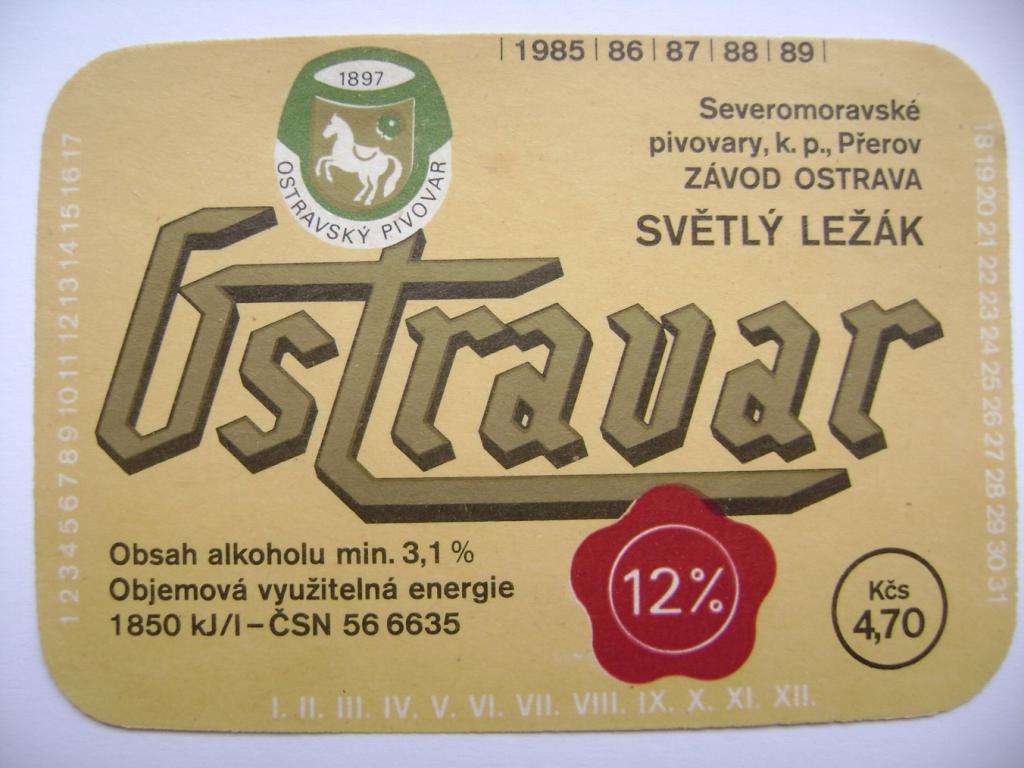 1985 | 86 | 87 | 88 | 89
1897
OSTRAVSKÝ PIVOVAR
Severomoravské
pivovary, k. p., Přerov
ZÁVOD OSTRAVA
SVĚTLÝ LEŽÁK
Ostravar
1 2 3 4 5 6 7 8 9 10 11 12 13 14 15 16 17
18 19 20 21 22 23 24 25 26 27 28 29 30 31
Obsah alkoholu min. 3,1 %
Objemová využitelná energie
1850 kJ/l – ČSN 56 6635
12%
Kčs
4,70
I. II. III. IV. V. VI. VII. VIII. IX. X. XI. XII.